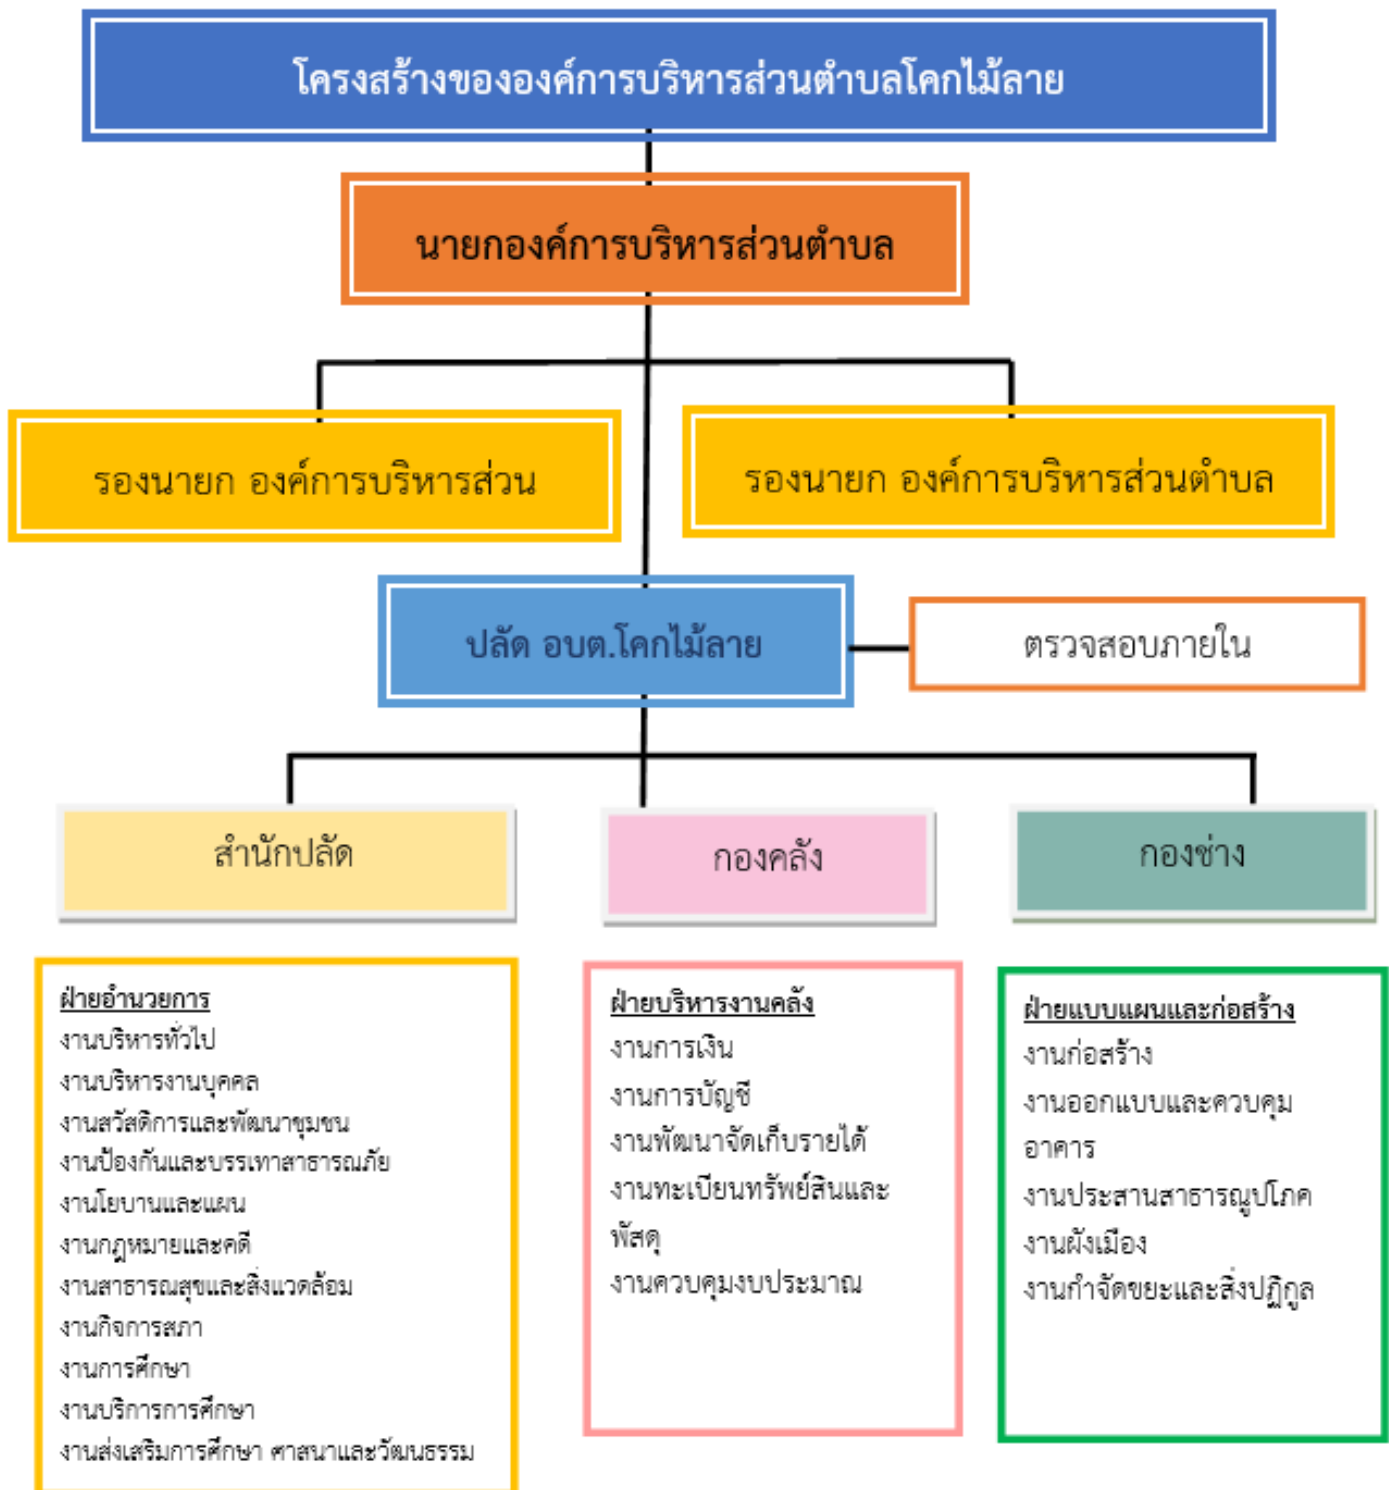 โครงสร้างขององค์การบริหารส่วนตำบลโคกไม้ลาย
นายกองค์การบริหารส่วนตำบล
รองนายก องค์การบริหารส่วน
รองนายก องค์การบริหารส่วนตำบล
ปลัด อบต.โคกไม้ลาย
ตรวจสอบภายใน
สำนักปลัด
กองคลัง
กองช่าง
ฝ่ายอำนวยการ
งานบริหารทั่วไป
งานบริหารงานบุคคล
งานสวัสดิการและพัฒนาชุมชน
งานป้องกันและบรรเทาสาธารณภัย
งานโยบานและแผน
งานกฎหมายและคดี
งานสาธารณสุขและสิ่งแวดล้อม
งานกิจการสภา
งานการศึกษา
งานบริการการศึกษา
งานส่งเสริมการศึกษา ศาสนาและวัฒนธรรม
ฝ่ายบริหารงานคลัง
งานการเงิน
งานการบัญชี
งานพัฒนาจัดเก็บรายได้
งานทะเบียนทรัพย์สินและ
พัสดุ
งานควบคุมงบประมาณ
ฝ่ายแบบแผนและก่อสร้าง
งานก่อสร้าง
งานออกแบบและควบคุม
อาคาร
งานประสานสาธารณูปโภค
งานผังเมือง
งานกำจัดขยะและสิ่งปฏิกูล